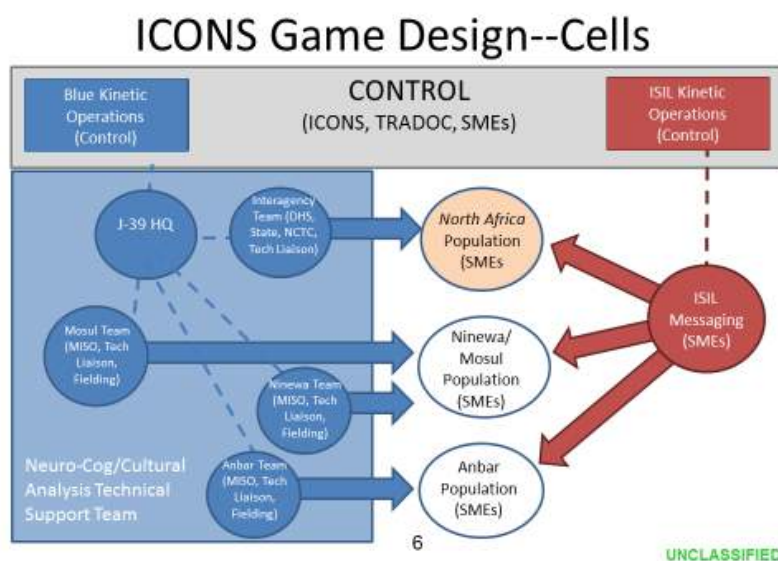 ICONS Game Design--Cells
Blue Kinetic
Operations
(Control)
CONTROL
(ICONS, TRADOC, SMEs)
ISIL Kinetic
Operations
(Control)
J-39 HQ
Interagency
Team (DHS,
State, NCTC,
Tech Liaison)
North Africa
Population
(SMEs
ISIL
Messaging
(SMEs)
Mosul Team
(MISO, Tech
Liaison,
Fielding)
Ninewa/
Mosul
Population
(SMEs)
Ninewa Team
(MISO, Tech
Liaison,
Fielding)
Neuro-Cog/Cultural
Analysis Technical
Support Team
Anbar Team
(MISO, Tech
Liaison,
Fielding)
Anbar
Population
(SMEs)
6
UNCLASSIFIED